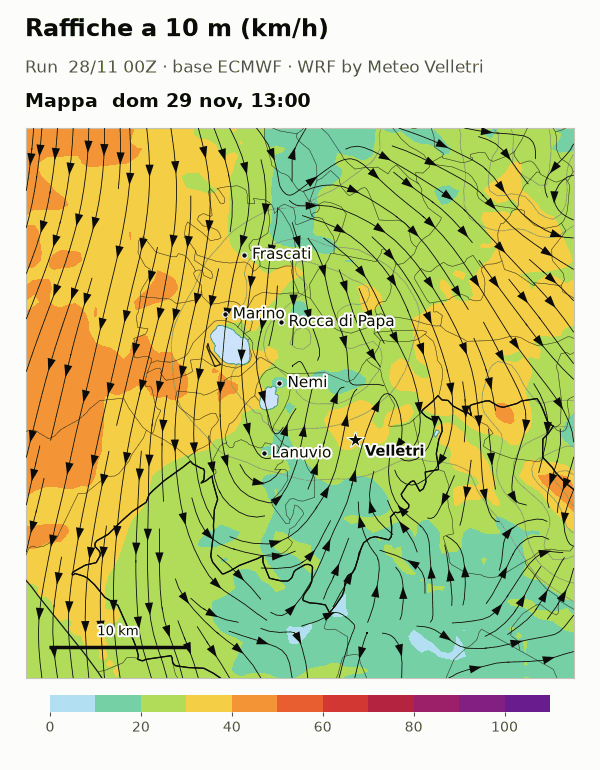 Raffiche a 10 m (km/h)
Run  28/11 00Z · base ECMWF · WRF by Meteo Velletri
Mappa  dom 29 nov, 13:00
Frascati
Marino
Rocca di Papa
Nemi
Velletri
Lanuvio
10 km
0 20 40 60 80 100